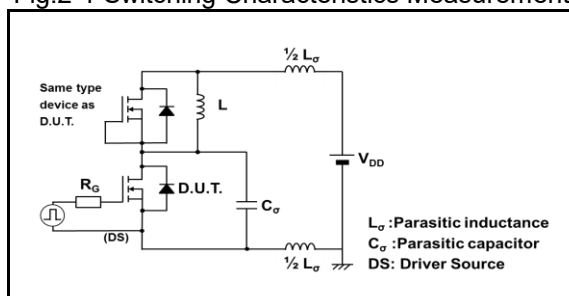 Fig.2-1 Switching Characteristics Measurement
½ Lσ
Same type
device as
D.U.T.
L
VDD
RG
D.U.T.
Cσ
(DS)
½ Lσ
Lσ :Parasitic inductance
Cσ :Parasitic capacitor
DS: Driver Source